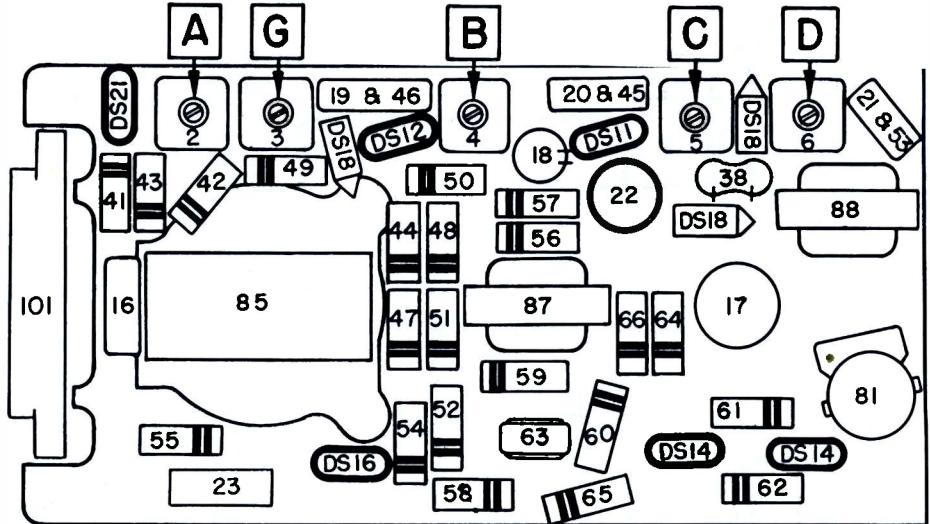 A G B C D
DS21 2 3 19 & 46 DS18 DS12 4 20 & 45 DS11 5 DS18 6 21 & 53
18
41 43 42 49 50 38
57 22 DS18 88
44 48 56
101 16 85 87 17
47 51 66 64
59 81
52 61
54 63 60
55 DS16 DS14 DS14
23 58 65 62